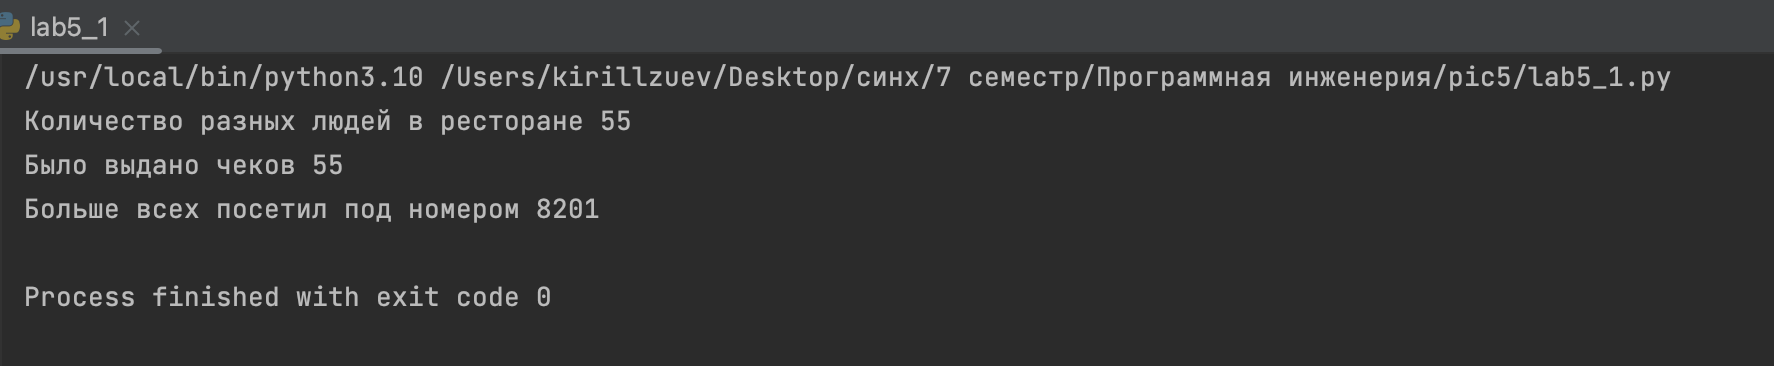 lab5_1
/usr/local/bin/python3.10 /Users/kirillzuev/Desktop/синх/7 семестр/Программная инженерия/pic5/lab5_1.py
Количество разных людей в ресторане 55
Было выдано чеков 55
Больше всех посетил под номером 8201
Process finished with exit code 0